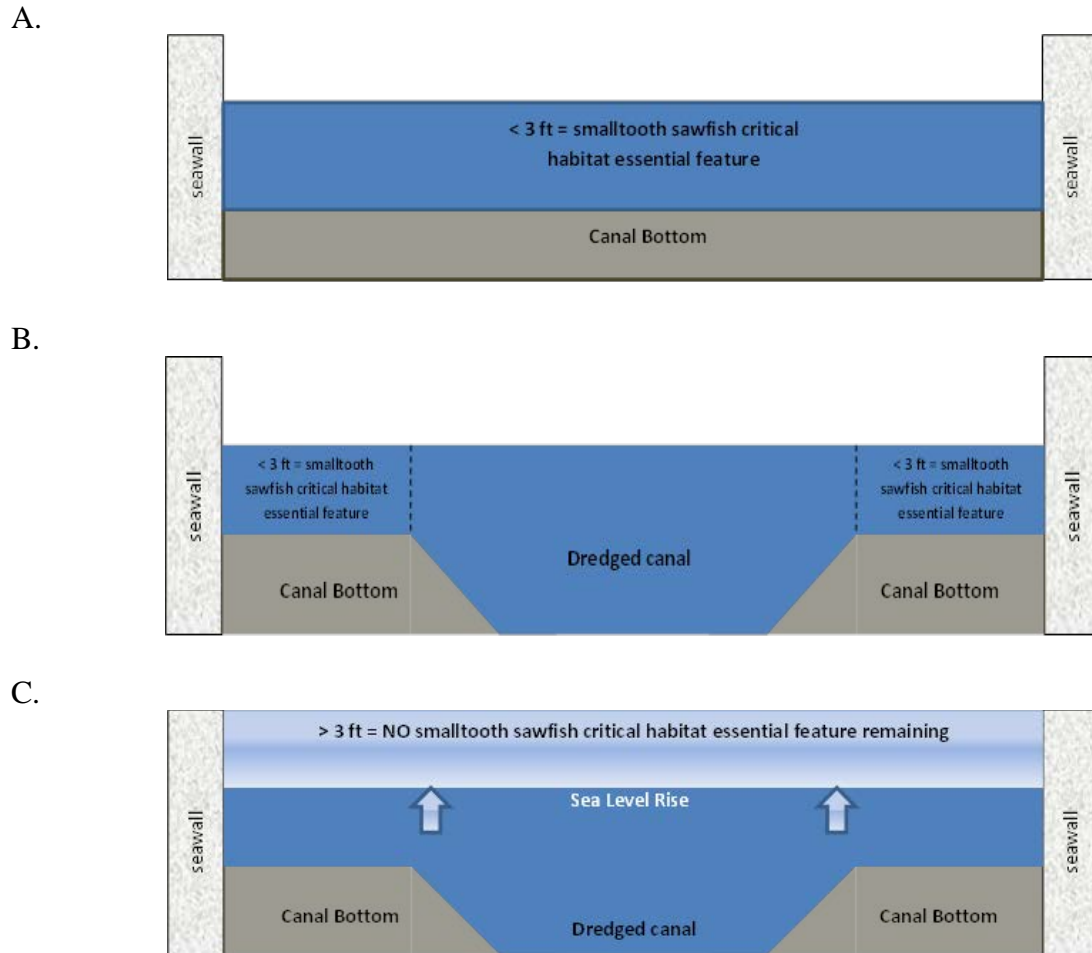 A.
seawall
< 3 ft = smalltooth sawfish critical
habitat essential feature
Canal Bottom
seawall
B.
seawall
< 3 ft = smalltooth
sawfish critical habitat
essential feature
Canal Bottom
Dredged canal
< 3 ft = smalltooth
sawfish critical habitat
essential feature
Canal Bottom
seawall
C.
seawall
> 3 ft = NO smalltooth sawfish critical habitat essential feature remaining
Sea Level Rise
Canal Bottom
Dredged canal
Canal Bottom
seawall